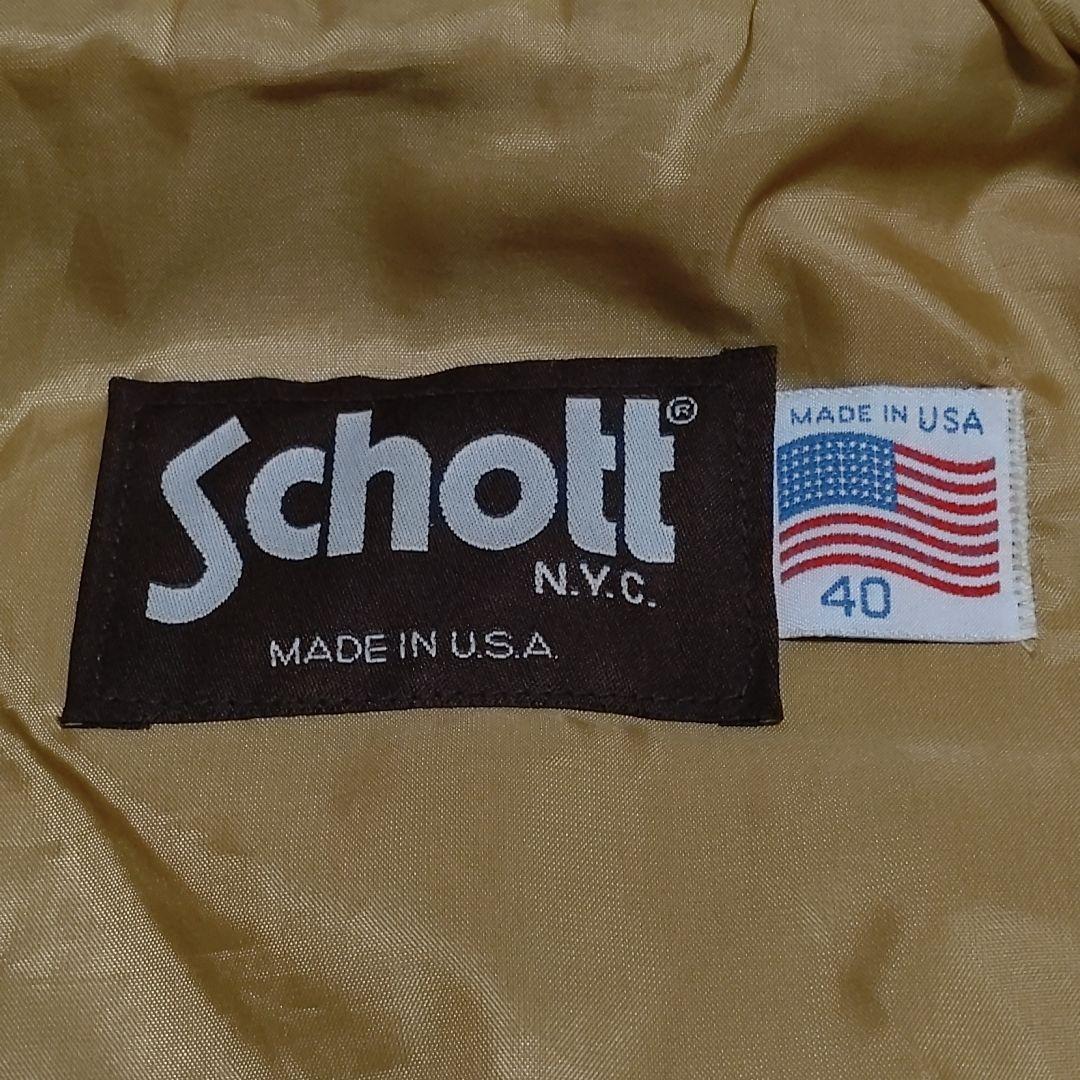 Schott®
N.Y.C.
MADE IN U.S.A.
MADE IN USA
40